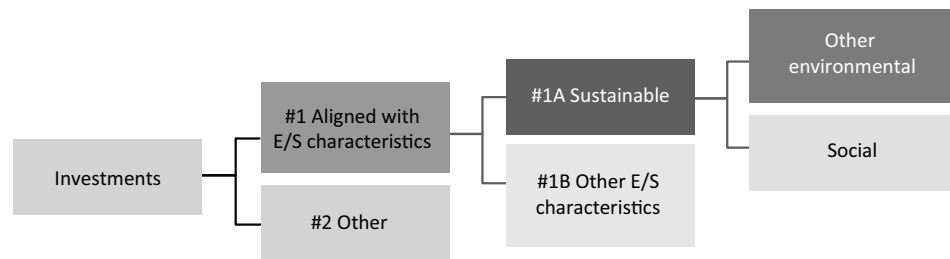 Investments
#1 Aligned with
E/S characteristics
#2 Other
#1A Sustainable
#1B Other E/S
characteristics
Other
environmental
Social